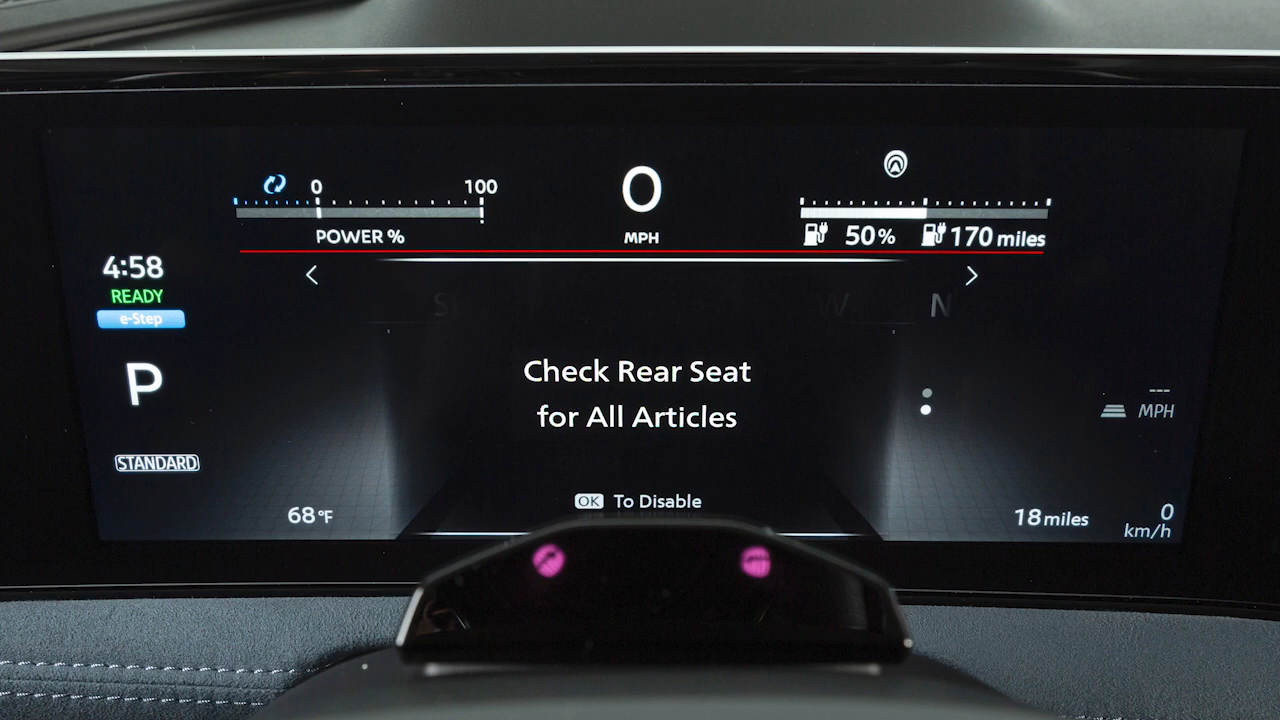 0 100
POWER %
0
MPH
50% 170 miles
4:58
READY
e-Step
P
STANDARD
68°F
N
Check Rear Seat
for All Articles
OK To Disable
---
MPH
18 miles
0
km/h